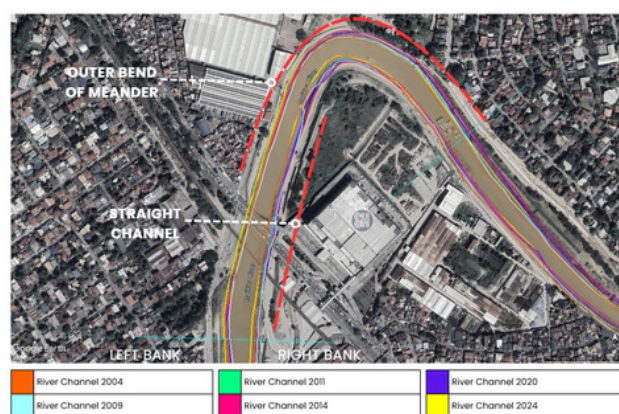 OUTER BEND
OF MEANDER
STRAIGHT
CHANNEL
Google Earth
LEFT BANK
RIGHT BANK
River Channel 2004
River Channel 2011
River Channel 2020
River Channel 2009
River Channel 2014
River Channel 2024